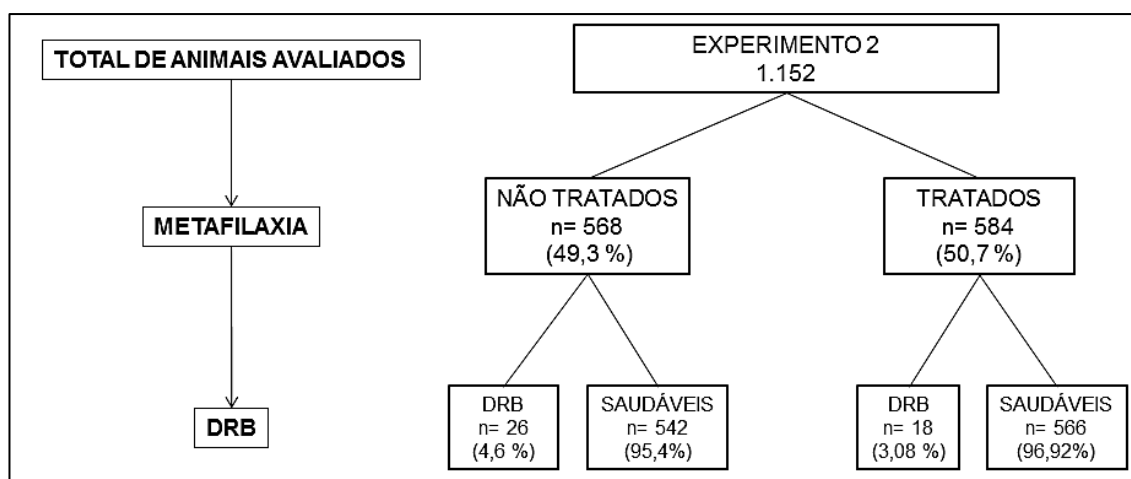 TOTAL DE ANIMAIS AVALIADOS
METAFILAXIA
DRB
EXPERIMENTO 2
1.152
NÃO TRATADOS
n= 568
(49,3 %)
TRATADOS
n= 584
(50,7 %)
DRB
n= 26
(4,6 %)
SAUDÁVEIS
n= 542
(95,4%)
DRB
n= 18
(3,08 %)
SAUDÁVEIS
n= 566
(96,92%)